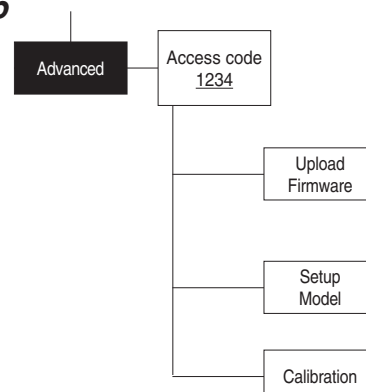 Advanced
Access code
1234
Upload
Firmware
Setup
Model
Calibration